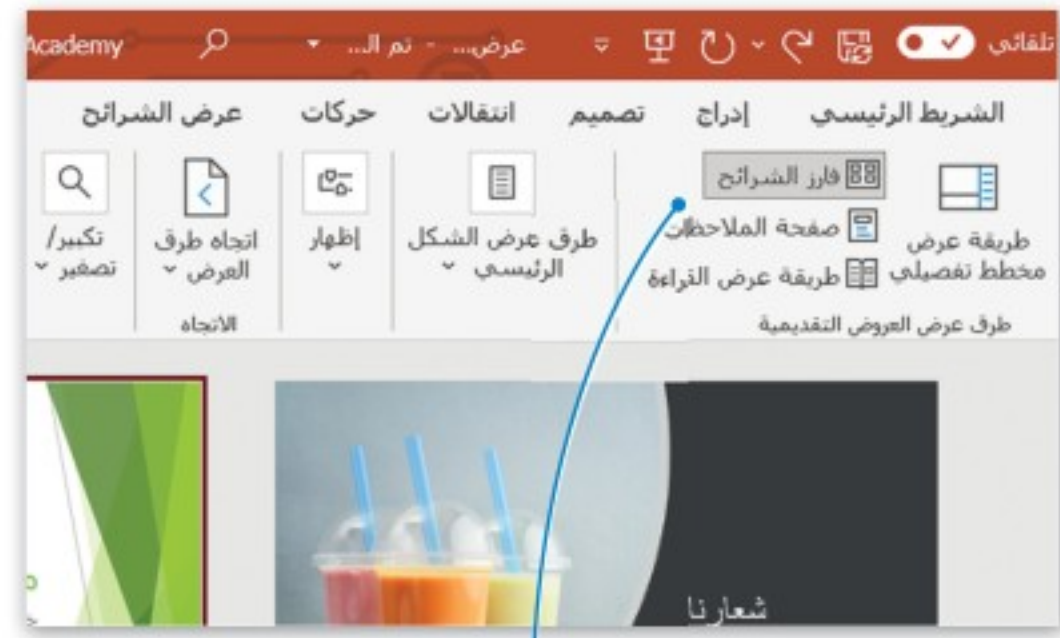 تلقائي عرض... - تم الـ... Academy
الشريط الرئيسي إدراج تصميم انتقالات حركات عرض الشرائح
فارز الشرائح
صفحة الملاحظات
طريقة عرض القراءة
طريقة عرض
مخطط تفصيلي
طرق عرض العروض التقديمية
طرق عرض الشكل
الرئيسي
إظهار
اتجاه طرق
العرض
الاتجاه
تكبير/
تصغير
شعارنا